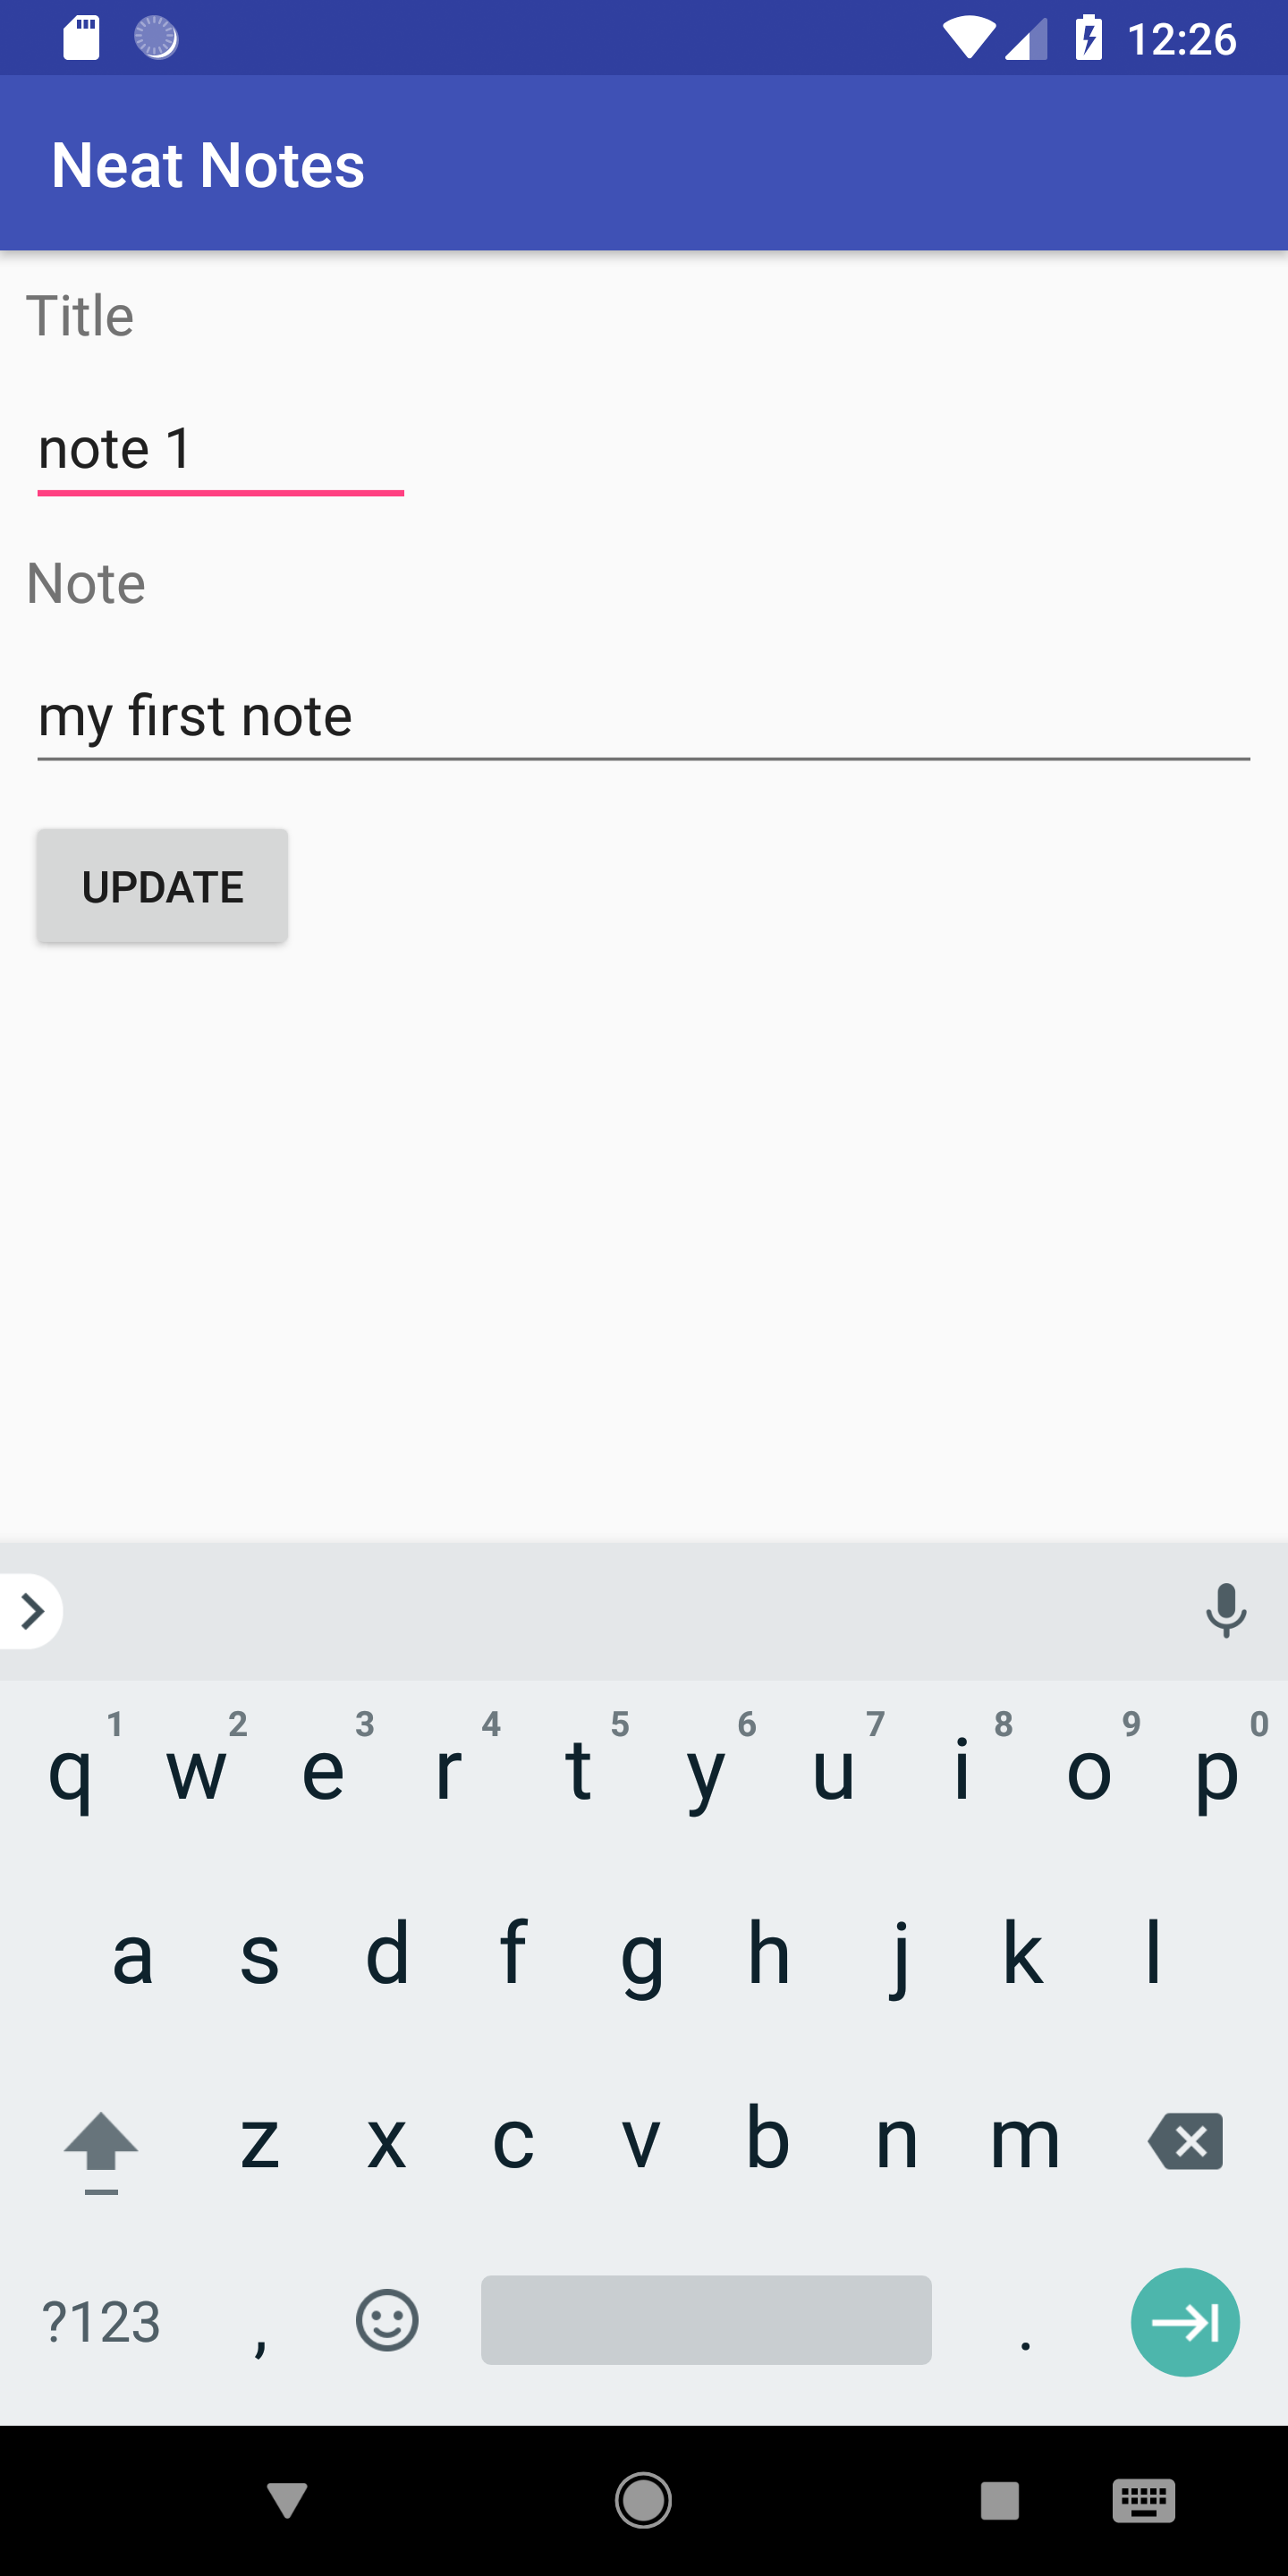 12:26
Neat Notes
Title
note 1
Note
my first note
UPDATE
1 2 3 4 5 6 7 8 9 0
q w e r t y u i o p
a s d f g h j k l
z x c v b n m
?123 , .